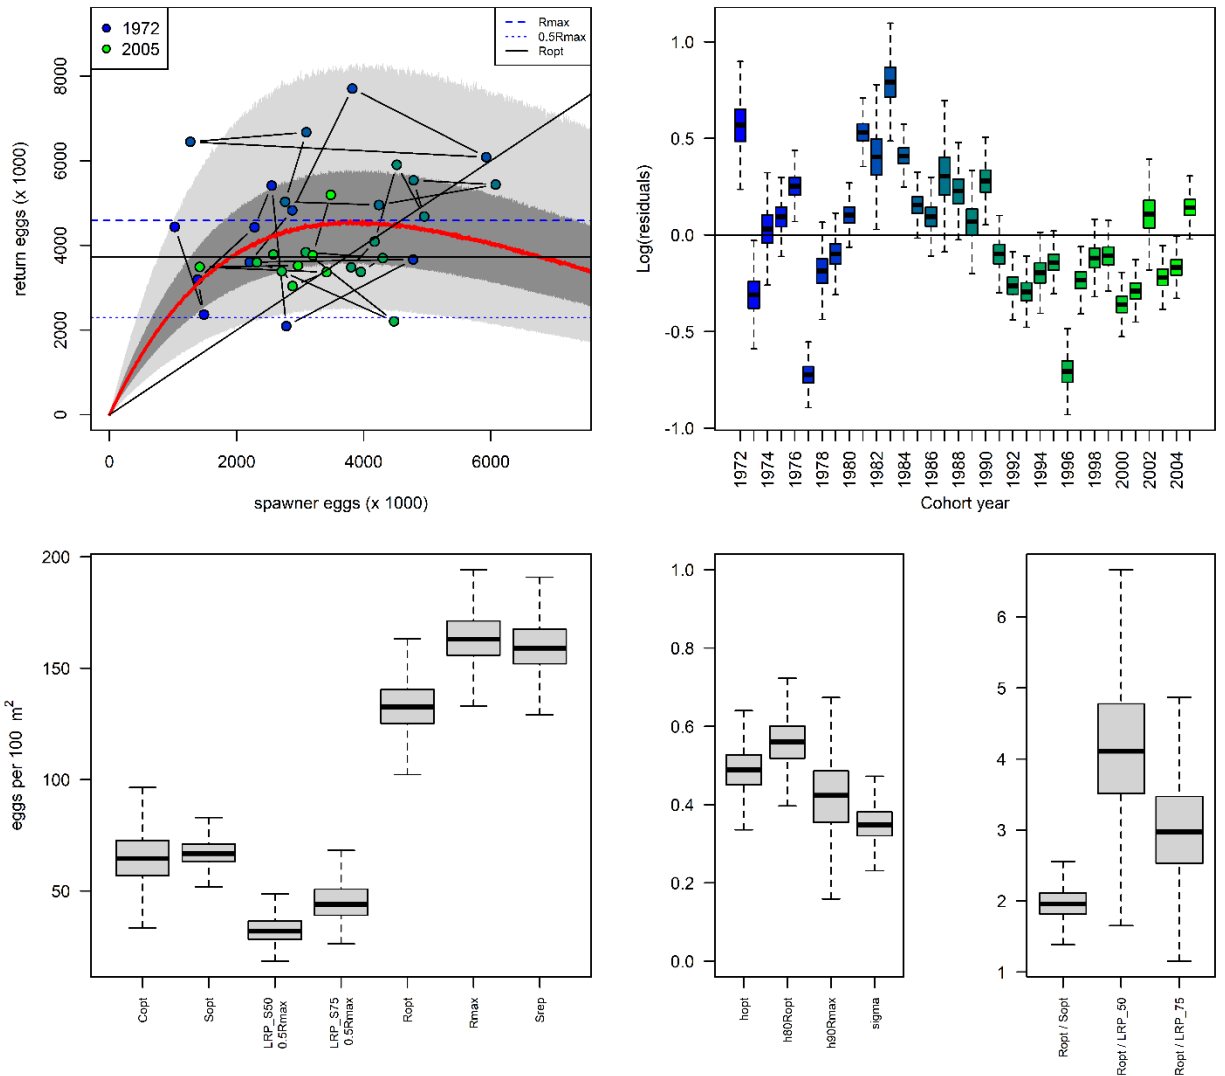 1972
2005
Rmax
0.5Rmax
Ropt
return eggs (x 1000)
0
2000
4000
6000
8000
0
2000
4000
6000
spawner eggs (x 1000)
Log(residuals)
1.0
0.5
0.0
-0.5
-1.0
1972
1974
1976
1978
1980
1982
1984
1986
1988
1990
1992
1994
1996
1998
2000
2002
2004
Cohort year
eggs per 100 m²
200
150
100
50
Copt
Sopt
LRP_S50
0.5Rmax
LRP_S75
0.5Rmax
Ropt
Rmax
Srep
1.0
0.8
0.6
0.4
0.2
0.0
hopt
h80Ropt
h90Rmax
sigma
6
5
4
3
2
1
Ropt / Sopt
Ropt / LRP_50
Ropt / LRP_75